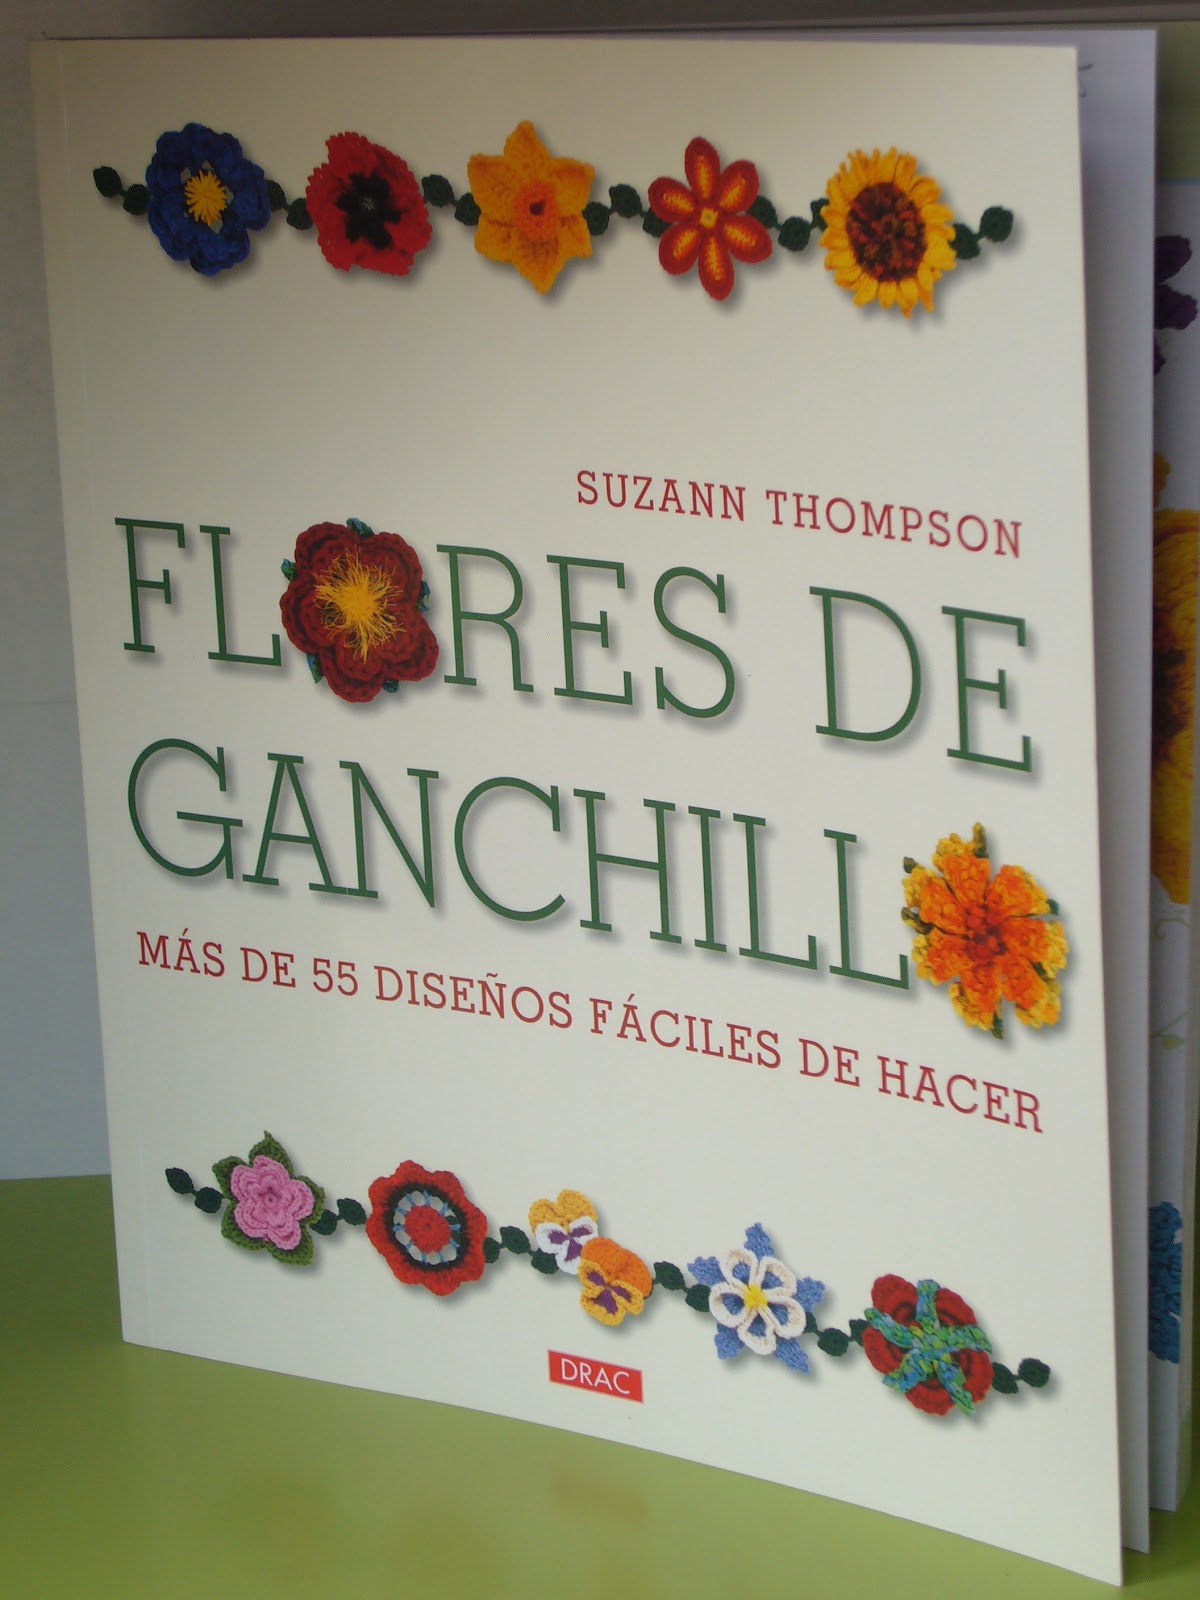 SUZANN THOMPSON
FLORES DE
GANCHILLO
MÁS DE 55 DISEÑOS FÁCILES DE HACER
DRAC